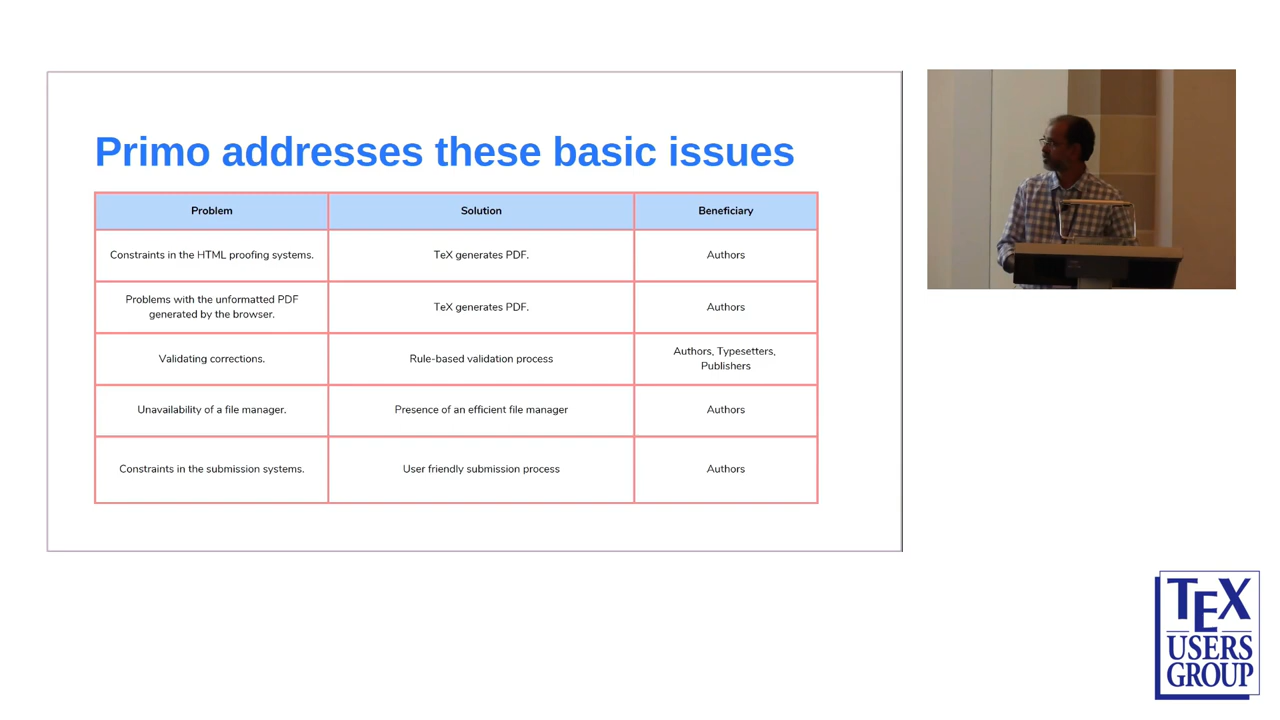 Primo addresses these basic issues
Problem
Solution
Beneficiary
Constraints in the HTML proofing systems.
TeX generates PDF.
Authors
Problems with the unformatted PDF
generated by the browser.
TeX generates PDF.
Authors
Validating corrections.
Rule-based validation process
Authors, Typesetters,
Publishers
Unavailability of a file manager.
Presence of an efficient file manager
Authors
Constraints in the submission systems.
User friendly submission process
Authors
TEX
USERS
GROUP